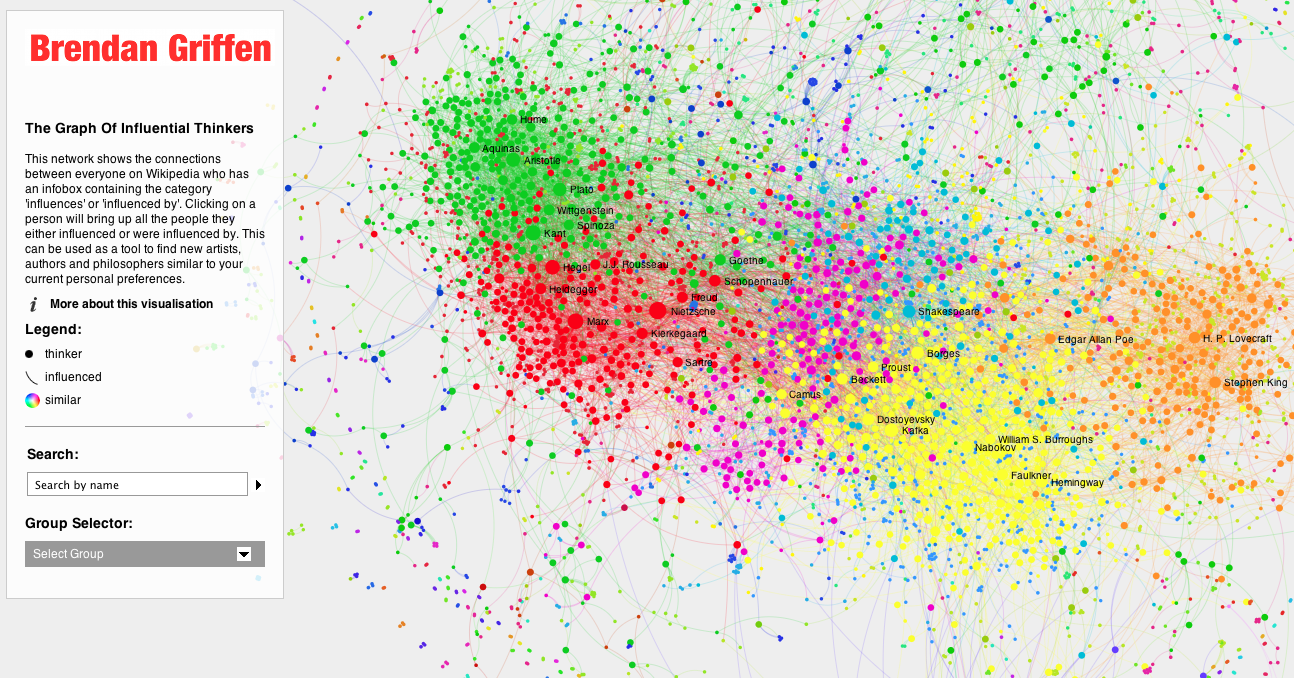 Brendan Griffen
The Graph Of Influential Thinkers
This network shows the connections
between everyone on Wikipedia who has
an infobox containing the category
'influences' or 'influenced by'. Clicking on a
person will bring up all the people they
either influenced or were influenced by. This
can be used as a tool to find new artists,
authors and philosophers similar to your
current personal preferences.
i More about this visualisation
Legend:
thinker
influenced
similar
Search:
Search by name
Group Selector:
Select Group
Hume
Aquinas
Aristotle
Plato
Wittgenstein
Spinoza
Kant
Hegel
J.J. Rousseau
Goethe
Schopenhauer
Heidegger
Freud
Nietzsche
Shakespeare
Marx
Kierkegaard
Edgar Allan Poe
H. P. Lovecraft
Borges
Sartre
Proust
Beckett
Stephen King
Camus
Dostoyevsky
Kafka
William S. Burroughs
Nabokov
Faulkner
Hemingway